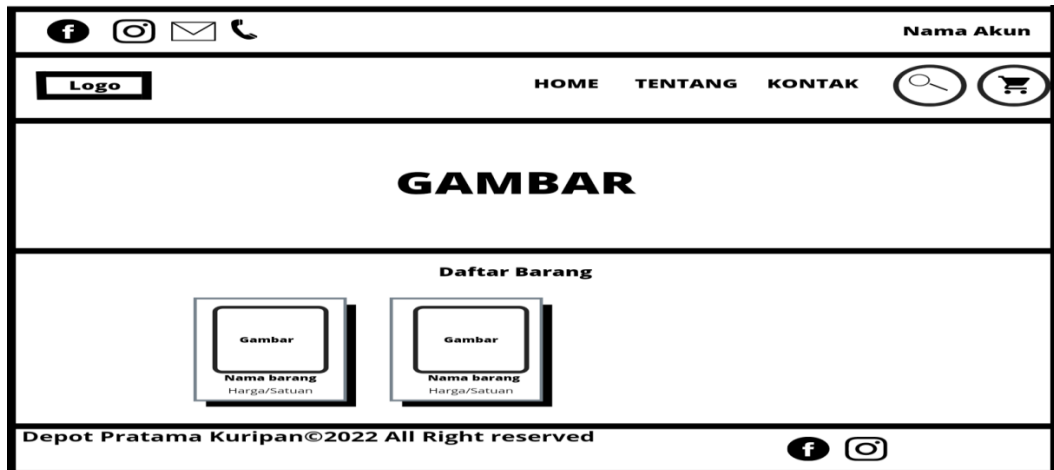 Nama Akun
Logo HOME TENTANG KONTAK
GAMBAR
Daftar Barang
Gambar Gambar
Nama barang Nama barang
Harga/Satuan Harga/Satuan
Depot Pratama Kuripan©2022 All Right reserved